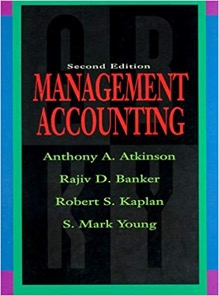 Second Edition
MANAGEMENT
ACCOUNTING
Anthony A. Atkinson
Rajiv D. Banker
Robert S. Kaplan
S. Mark Young